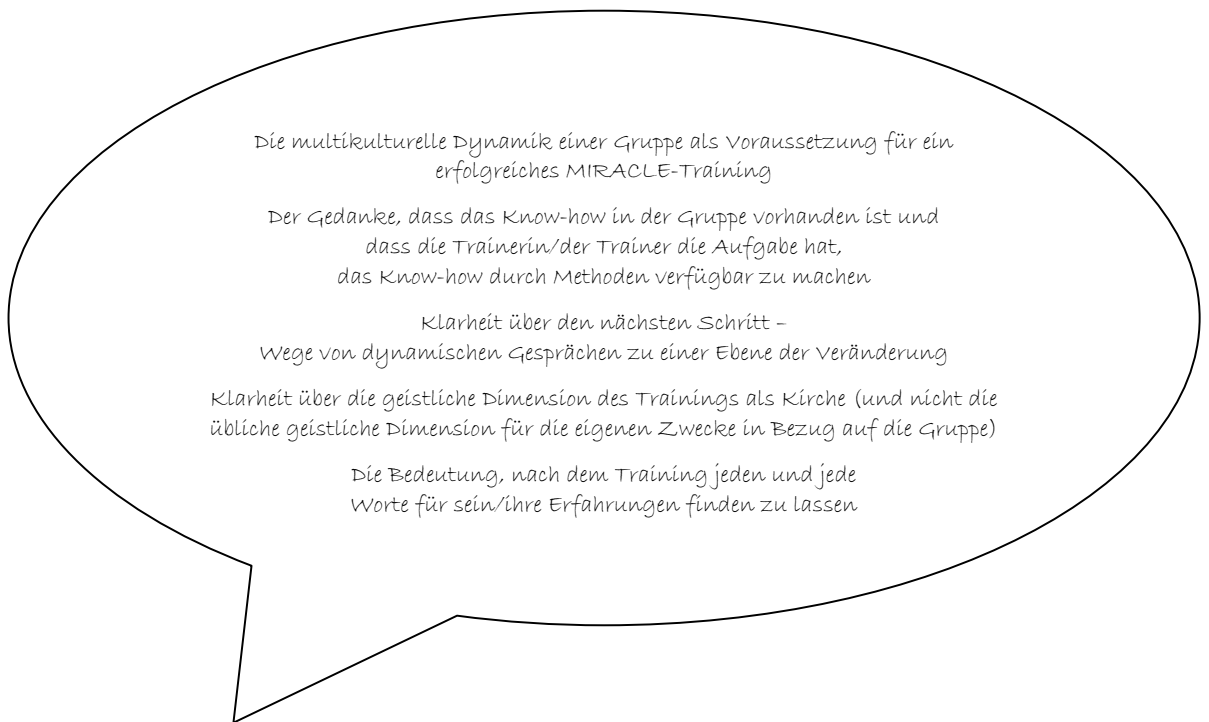 Die multikulturelle Dynamik einer Gruppe als Voraussetzung für ein
erfolgreiches MIRACLE-Training
Der Gedanke, dass das Know-how in der Gruppe vorhanden ist und
dass die Trainerin/der Trainer die Aufgabe hat,
das Know-how durch Methoden verfügbar zu machen
Klarheit über den nächsten Schritt –
Wege von dynamischen Gesprächen zu einer Ebene der Veränderung
Klarheit über die geistliche Dimension des Trainings als Kirche (und nicht die
übliche geistliche Dimension für die eigenen Zwecke in Bezug auf die Gruppe)
Die Bedeutung, nach dem Training jeden und jede
Worte für sein/ihre Erfahrungen finden zu lassen